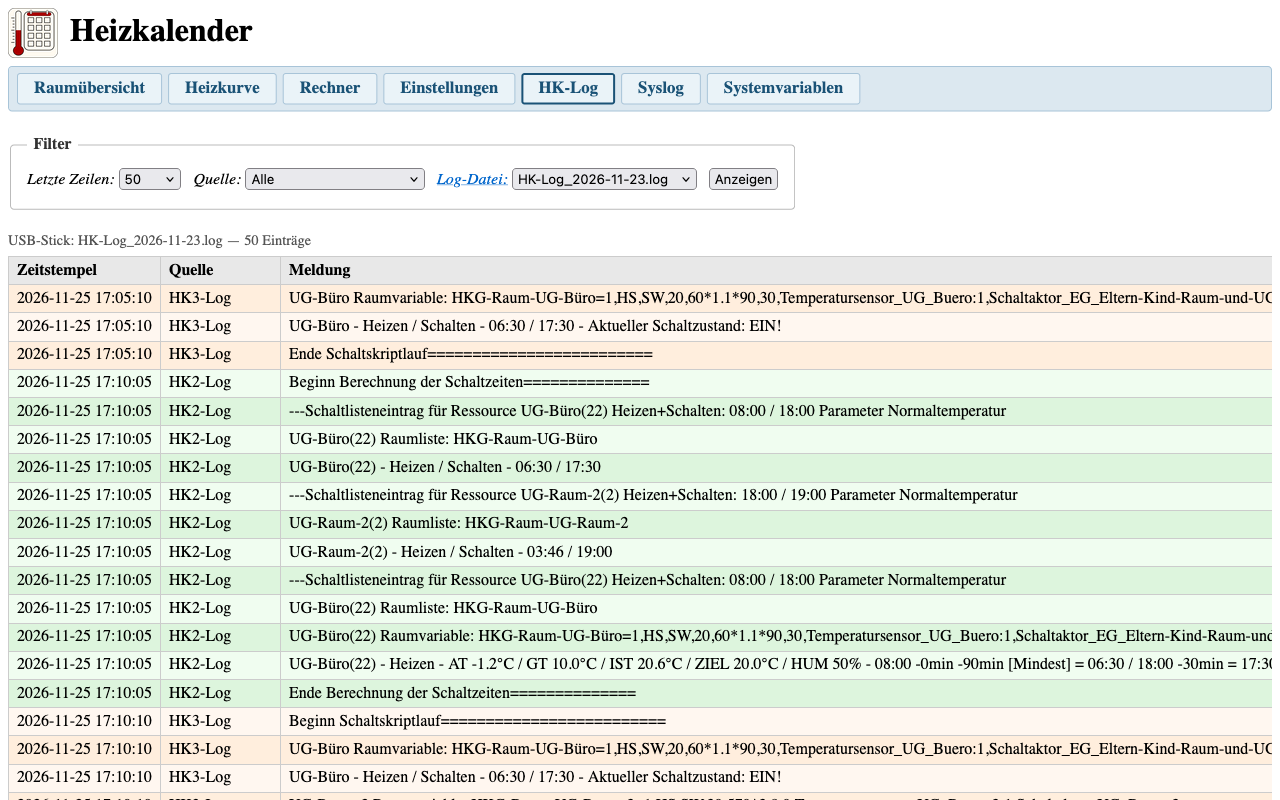 Heizkalender
Raumübersicht Heizkurve Rechner Einstellungen HK-Log Syslog Systemvariablen
Filter
Letzte Zeilen: 50 Quelle: Alle Log-Datei: HK-Log_2026-11-23.log Anzeigen
USB-Stick: HK-Log_2026-11-23.log — 50 Einträge
Zeitstempel Quelle Meldung
2026-11-25 17:05:10 HK3-Log UG-Büro Raumvariable: HKG-Raum-UG-Büro=1,HS,SW,20,60*1.1*90,30,Temperatursensor_UG_Buero:1,Schaltaktor_EG_Eltern-Kind-Raum-und-UG
2026-11-25 17:05:10 HK3-Log UG-Büro - Heizen / Schalten - 06:30 / 17:30 - Aktueller Schaltzustand: EIN!
2026-11-25 17:05:10 HK3-Log Ende Schaltskriptlauf=========================
2026-11-25 17:10:05 HK2-Log Beginn Berechnung der Schaltzeiten==============
2026-11-25 17:10:05 HK2-Log ---Schaltlisteneintrag für Ressource UG-Büro(22) Heizen+Schalten: 08:00 / 18:00 Parameter Normaltemperatur
2026-11-25 17:10:05 HK2-Log UG-Büro(22) Raumliste: HKG-Raum-UG-Büro
2026-11-25 17:10:05 HK2-Log UG-Büro(22) - Heizen / Schalten - 06:30 / 17:30
2026-11-25 17:10:05 HK2-Log ---Schaltlisteneintrag für Ressource UG-Raum-2(2) Heizen+Schalten: 18:00 / 19:00 Parameter Normaltemperatur
2026-11-25 17:10:05 HK2-Log UG-Raum-2(2) Raumliste: HKG-Raum-UG-Raum-2
2026-11-25 17:10:05 HK2-Log UG-Raum-2(2) - Heizen / Schalten - 03:46 / 19:00
2026-11-25 17:10:05 HK2-Log ---Schaltlisteneintrag für Ressource UG-Büro(22) Heizen+Schalten: 08:00 / 18:00 Parameter Normaltemperatur
2026-11-25 17:10:05 HK2-Log UG-Büro(22) Raumliste: HKG-Raum-UG-Büro
2026-11-25 17:10:05 HK2-Log UG-Büro(22) Raumvariable: HKG-Raum-UG-Büro=1,HS,SW,20,60*1.1*90,30,Temperatursensor_UG_Buero:1,Schaltaktor_EG_Eltern-Kind-Raum-und
2026-11-25 17:10:05 HK2-Log UG-Büro(22) - Heizen - AT -1.2°C / GT 10.0°C / IST 20.6°C / ZIEL 20.0°C / HUM 50% - 08:00 -0min -90min [Mindest] = 06:30 / 18:00 -30min = 17:30
2026-11-25 17:10:05 HK2-Log Ende Berechnung der Schaltzeiten==============
2026-11-25 17:10:10 HK3-Log Beginn Schaltskriptlauf=========================
2026-11-25 17:10:10 HK3-Log UG-Büro Raumvariable: HKG-Raum-UG-Büro=1,HS,SW,20,60*1.1*90,30,Temperatursensor_UG_Buero:1,Schaltaktor_EG_Eltern-Kind-Raum-und-UG
2026-11-25 17:10:10 HK3-Log UG-Büro - Heizen / Schalten - 06:30 / 17:30 - Aktueller Schaltzustand: EIN!